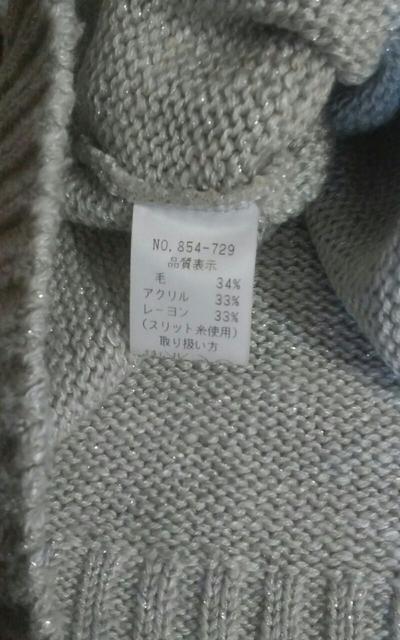 NO. 854-729
品質表示
毛 34%
アクリル 33%
レーヨン 33%
(スリット糸使用)
取り扱い方